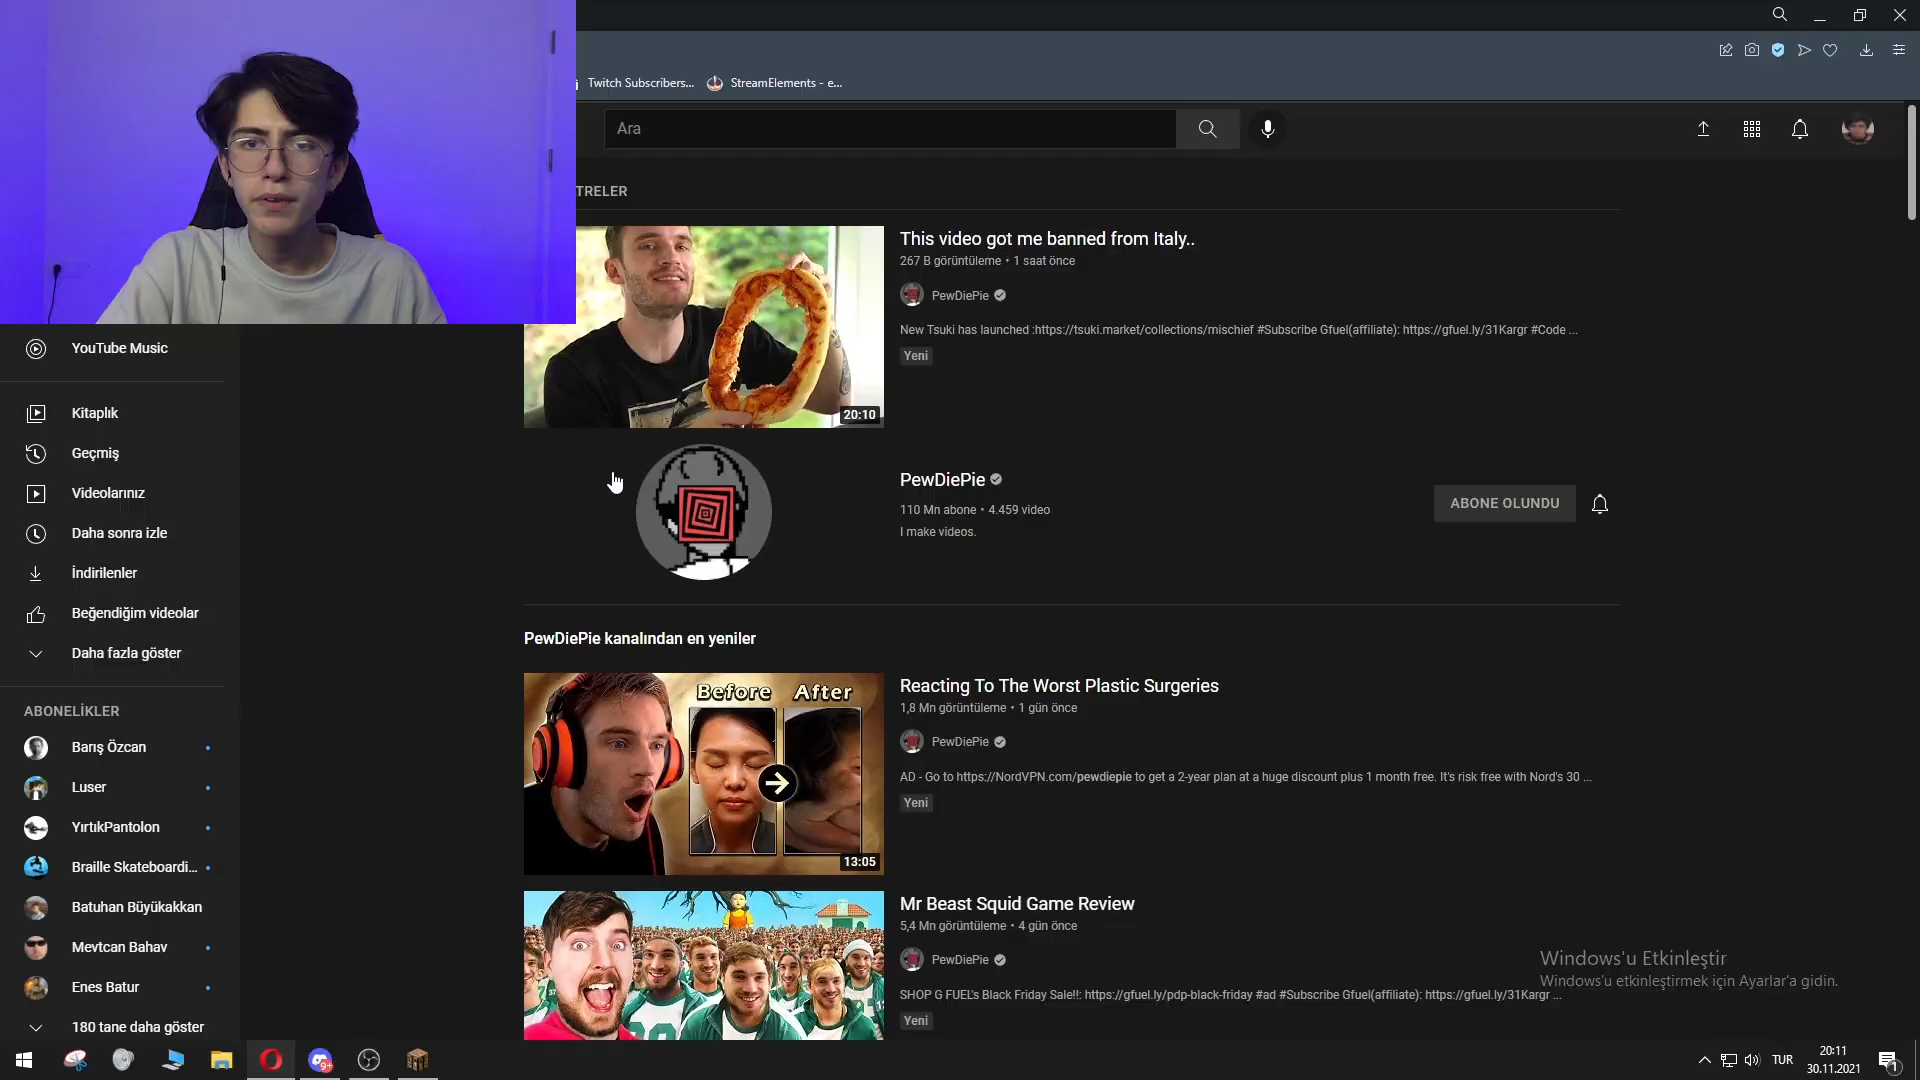 Twitch Subscribers...
StreamElements - e...
Ara
TRELER
This video got me banned from Italy..
267 B görüntüleme • 1 saat önce
PewDiePie
New Tsuki has launched :https://tsuki.market/collections/mischief #Subscribe Gfuel(affiliate): https://gfuel.ly/31Kargr #Code ...
Yeni
20:10
PewDiePie
110 Mn abone • 4.459 video
I make videos.
ABONE OLUNDU
PewDiePie kanalından en yeniler
Before After
13:05
Reacting To The Worst Plastic Surgeries
1,8 Mn görüntüleme • 1 gün önce
PewDiePie
AD - Go to https://NordVPN.com/pewdiepie to get a 2-year plan at a huge discount plus 1 month free. It's risk free with Nord's 30 ...
Yeni
Mr Beast Squid Game Review
5,4 Mn görüntüleme • 4 gün önce
PewDiePie
SHOP G FUEL's Black Friday Sale!!: https://gfuel.ly/pdp-black-friday #ad #Subscribe Gfuel(affiliate): https://gfuel.ly/31Kargr ...
Yeni
YouTube Music
Kitaplık
Geçmiş
Videolarınız
Daha sonra izle
İndirilenler
Beğendiğim videolar
Daha fazla göster
ABONELİKLER
Barış Özcan
Luser
YırtıkPantolon
Braille Skateboardi...
Batuhan Büyükakkan
Mevtcan Bahav
Enes Batur
180 tane daha göster
Windows'u Etkinleştir
Windows'u etkinleştirmek için Ayarlar'a gidin.
9+
TUR
20:11
30.11.2021
1